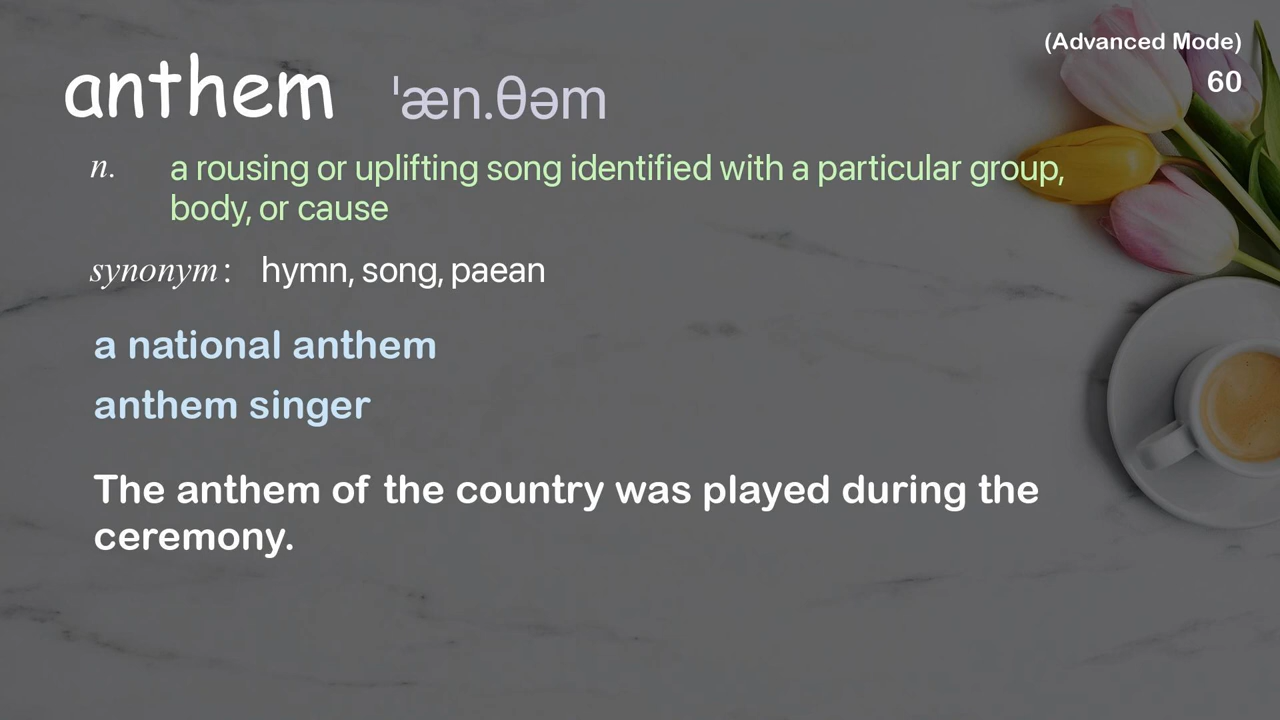 (Advanced Mode)
60
anthem ˈæn.θəm
n. a rousing or uplifting song identified with a particular group,
body, or cause
synonym: hymn, song, paean
a national anthem
anthem singer
The anthem of the country was played during the
ceremony.